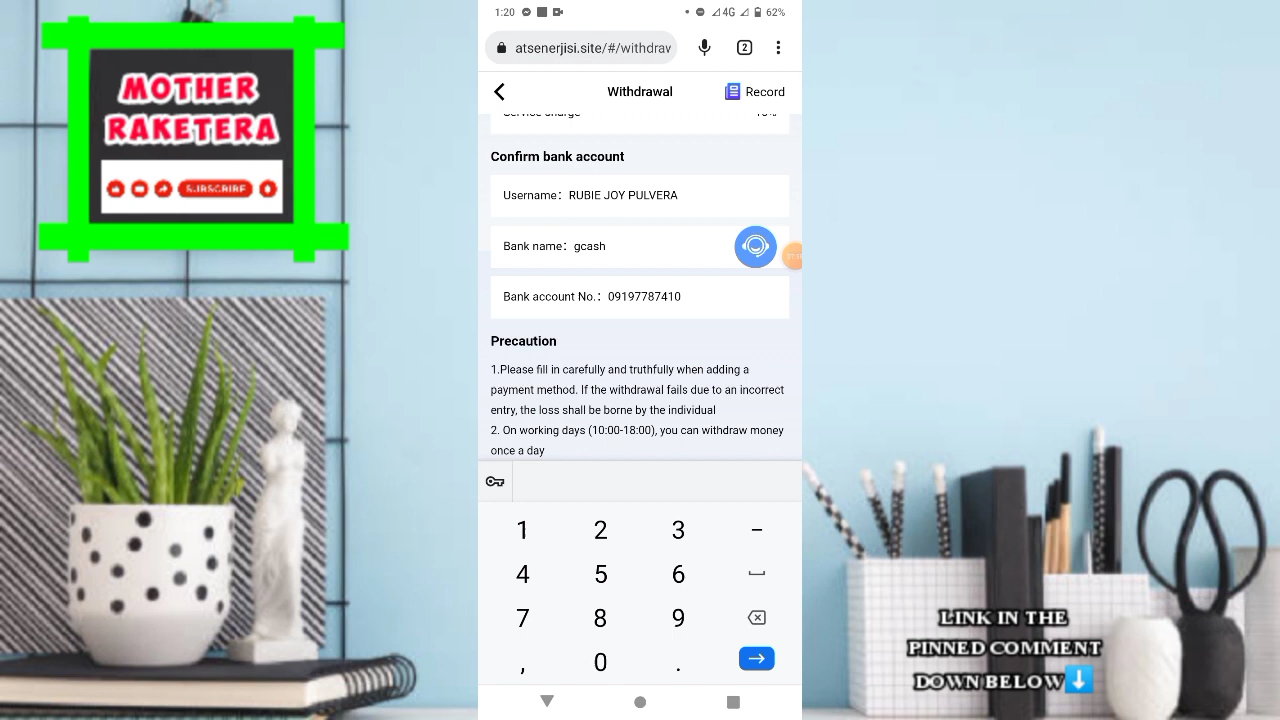 MOTHER
RAKETERA
SUBSCRIBE
1:20
4G
62%
atsenerjisi.site/#/withdraw
2
Withdrawal
Record
Service charge
Confirm bank account
Username： RUBIE JOY PULVERA
Bank name： gcash
Bank account No.： 09197787410
Precaution
1.Please fill in carefully and truthfully when adding a
payment method. If the withdrawal fails due to an incorrect
entry, the loss shall be borne by the individual
2. On working days (10:00-18:00), you can withdraw money
once a day
1 2 3 −
4 5 6
7 8 9
, 0 .
LINK IN THE
PINNED COMMENT
DOWN BELOW